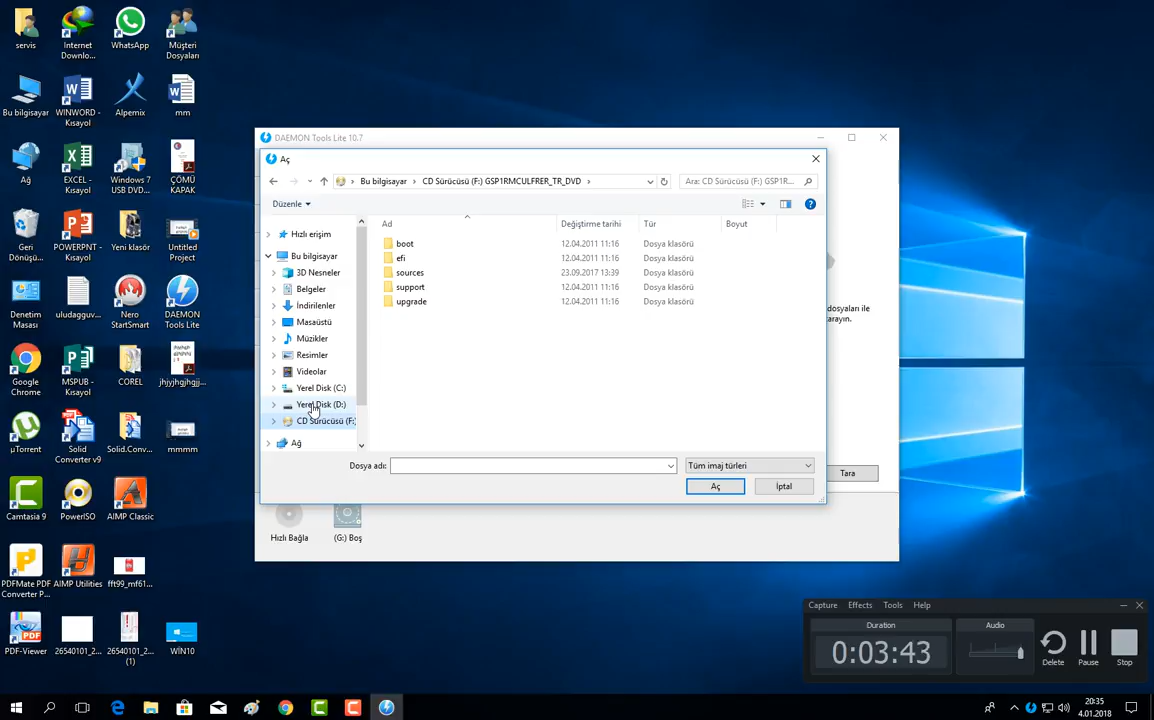 servis
Internet
Downlo...
WhatsApp
Müşteri
Dosyaları
Bu bilgisayar
WINWORD -
Kısayol
Alpemix
mm
Ağ
EXCEL -
Kısayol
Windows 7
USB DVD...
ÇÖMÜ
KAPAK
Geri
Dönüşü...
POWERPNT -
Kısayol
Yeni klasör
Untitled
Project
Denetim
Masası
uludagguv...
Nero
StartSmart
DAEMON
Tools Lite
Google
Chrome
MSPUB -
Kısayol
COREL
jhjyjhgjhgjj...
µTorrent
Solid
Converter v9
Solid.Conv...
mmmm
Camtasia 9
PowerISO
AIMP Classic
PDFMate PDF
Converter P...
AIMP Utilities
fft99_mf61...
PDF-Viewer
26540101_2...
26540101_2...
(1)
WİN10
DAEMON Tools Lite 10.7
Aç
Bu bilgisayar
CD Sürücüsü (F:) GSP1RMCULFRER_TR_DVD
Ara: CD Sürücüsü (F:) GSP1R...
Düzenle
Hızlı erişim
Bu bilgisayar
3D Nesneler
Belgeler
İndirilenler
Masaüstü
Müzikler
Resimler
Videolar
Yerel Disk (C:)
Yerel Disk (D:)
CD Sürücüsü (F:)
Ağ
Ad
Değiştirme tarihi
Tür
Boyut
boot
12.04.2011 11:16
Dosya klasörü
efi
12.04.2011 11:16
Dosya klasörü
sources
23.09.2017 13:39
Dosya klasörü
support
12.04.2011 11:16
Dosya klasörü
upgrade
12.04.2011 11:16
Dosya klasörü
dosyaları ile
tarayın.
Dosya adı:
Tüm imaj türleri
Aç
İptal
Tara
Hızlı Bağla
(G:) Boş
Capture
Effects
Tools
Help
Duration
0:03:43
Audio
Delete
Pause
Stop
20:35
4.01.2018